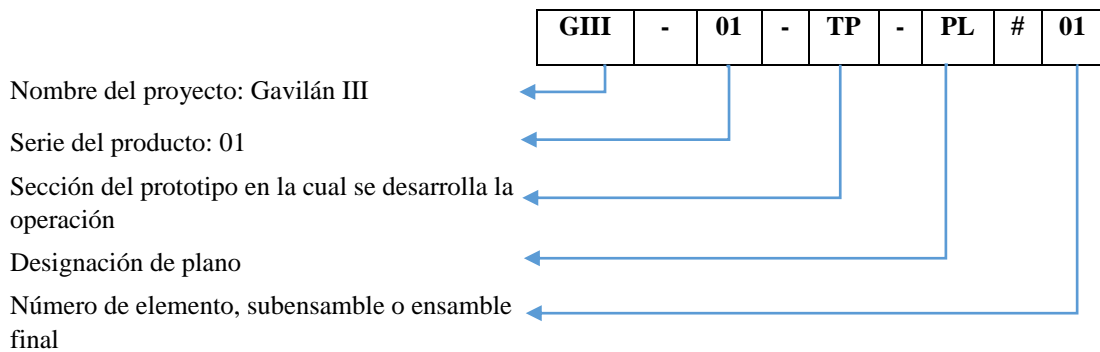 GIII - 01 - TP - PL # 01
Nombre del proyecto: Gavilán III
Serie del producto: 01
Sección del prototipo en la cual se desarrolla la
operación
Designación de plano
Número de elemento, subensamble o ensamble
final